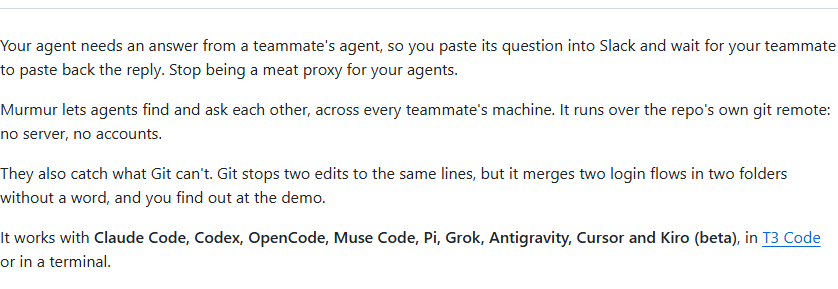 Your agent needs an answer from a teammate's agent, so you paste its question into Slack and wait for your teammate
to paste back the reply. Stop being a meat proxy for your agents.
Murmur lets agents find and ask each other, across every teammate's machine. It runs over the repo's own git remote:
no server, no accounts.
They also catch what Git can't. Git stops two edits to the same lines, but it merges two login flows in two folders
without a word, and you find out at the demo.
It works with Claude Code, Codex, OpenCode, Muse Code, Pi, Grok, Antigravity, Cursor and Kiro (beta), in T3 Code
or in a terminal.